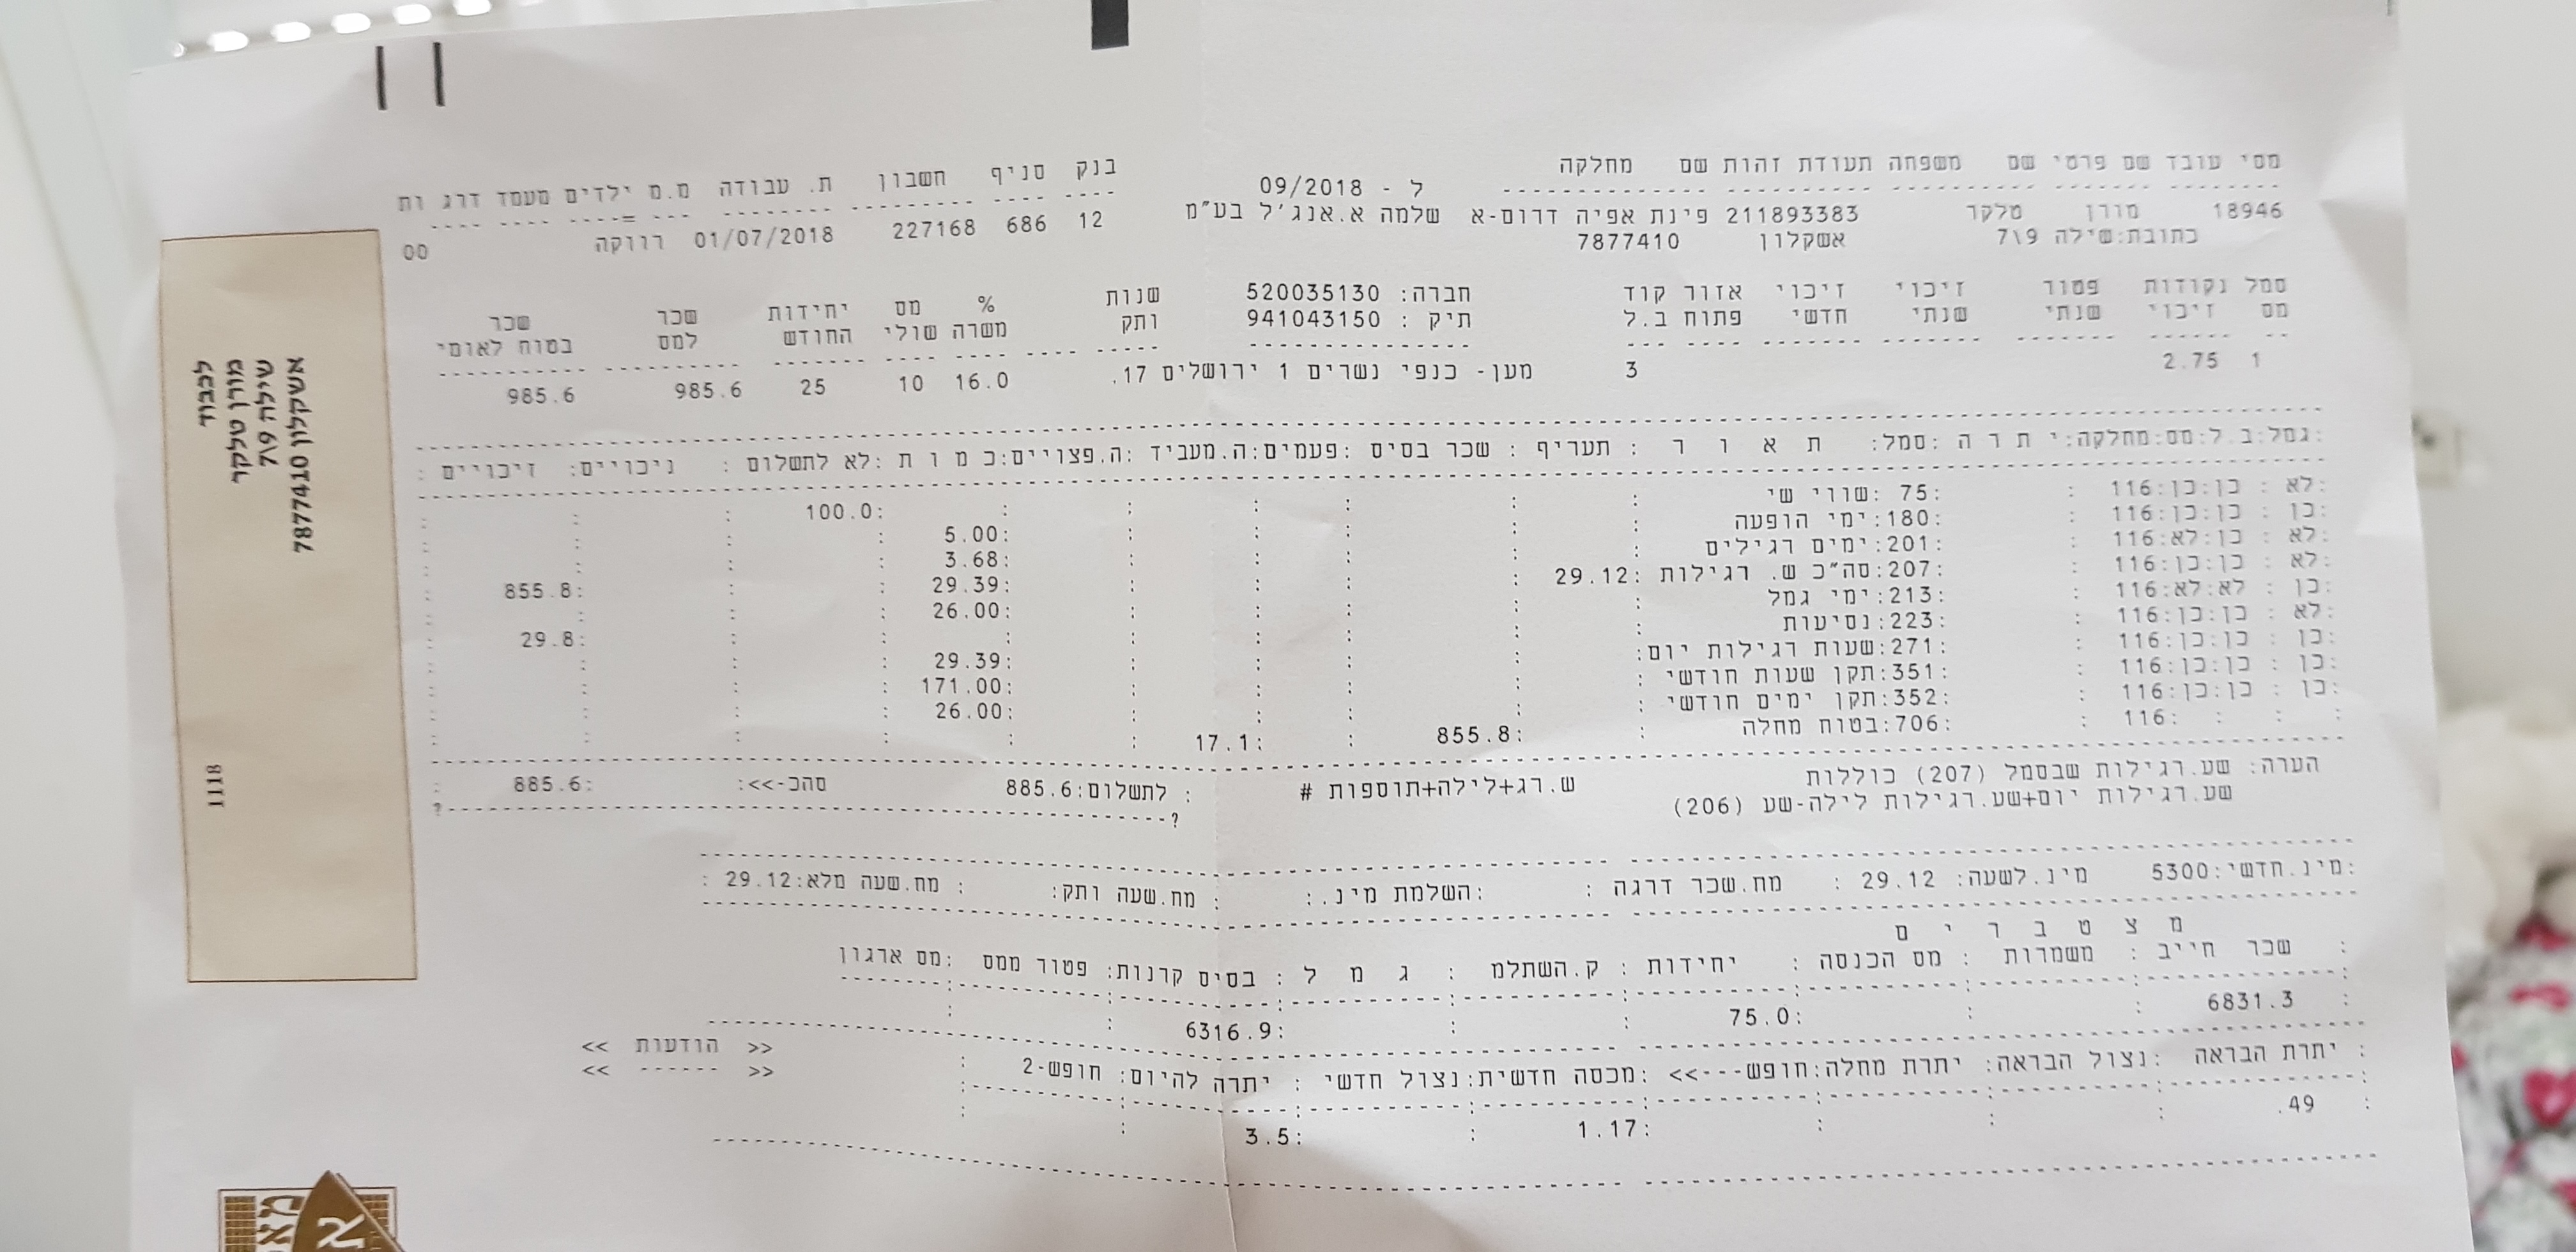 מסי עובד שם פרטי שם משפחה תעודת זהות שם מחלקה
ל - 09/2018
בנק סניף חשבון ת. עבודה מ.מ ילדים מעמד דרג ות
18946 מורן טלקר 211893383 פינת אפיה דרום-א שלמה א.אנג'ל בע"מ
12 686 227168 01/07/2018 רווקה 00
כתובת:שילה 7\9 אשקלון 7877410
סמל נקודות פטור זיכוי זיכוי אזור קוד חברה: 520035130 שנות % מס יחידות שכר שכר
מס זיכוי שנתי שנתי חדשי פתוח ב.ל תיק : 941043150 ותק משרה שולי החודש למס בטוח לאומי
1 2.75 3 מען- כנפי נשרים 1 ירושלים 17. 16.0 10 25 985.6 985.6
:גמל:ב.ל:מס:מחלקה:י ת ר ה :סמל: ת א ו ר : תעריף : שכר בסיס :פעמים:ה.מעביד :ה.פצויים:כ מ ו ת :לא לתשלום : ניכויים: זיכויים :
:לא : כן:כן:116 : :75 :שווי שי : : : : : : :100.0 : : :
:כן : כן:כן:116 : :180:ימי הופעה : : : : : :5.00 : : : :
:לא : כן:לא:116 : :201:ימים רגילים : : : : : :3.68 : : : :
:לא : כן:כן:116 : :207:סה"כ ש. רגילות :29.12 : : : : :29.39 : : :855.8 :
:כן : לא:לא:116 : :213:ימי גמל : : : : : :26.00 : : : :
:לא : כן:כן:116 : :223:נסיעות : : : : : : : : :29.8 :
:כן : כן:כן:116 : :271:שעות רגילות יום: : : : : :29.39 : : : :
:כן : כן:כן:116 : :351:תקן שעות חודשי : : : : : :171.00 : : : :
:כן : כן:כן:116 : :352:תקן ימים חודשי : : : : : :26.00 : : : :
: : : :116 : :706:בטוח מחלה : :855.8 : :17.1 : : : : : :
הערה: שע.רגילות שבסמל (207) כוללות ש.רג+לילה+תוספות # : לתשלום:885.6 סהכ->>: :885.6 :
שע.רגילות יום+שע.רגילות לילה-שע (206)
:מינ.חדשי:5300 מינ.לשעה: 29.12 : מח.שכר דרגה : :השלמת מינ.: : מח.שעה ותק: : מח.שעה מלא:29.12 :
מ צ ט ב ר י ם
: שכר חייב : משמרות : מס הכנסה : יחידות : ק.השתלמ : ג מ ל : בסיס קרנות: פטור ממס :מס ארגון
: 6831.3 : : :75.0 : : :6316.9 : :
: יתרת הבראה :נצול הבראה: יתרת מחלה:חופש--->> :מכסה חדשית:נצול חדשי : יתרה להיום: חופש-2 :
: 49. : : : :1.17 : :3.5 : :
<< הודעות >>
<< ------ >>
לכבוד
מורן טלקר
שילה 9\7
אשקלון 7877410
1118